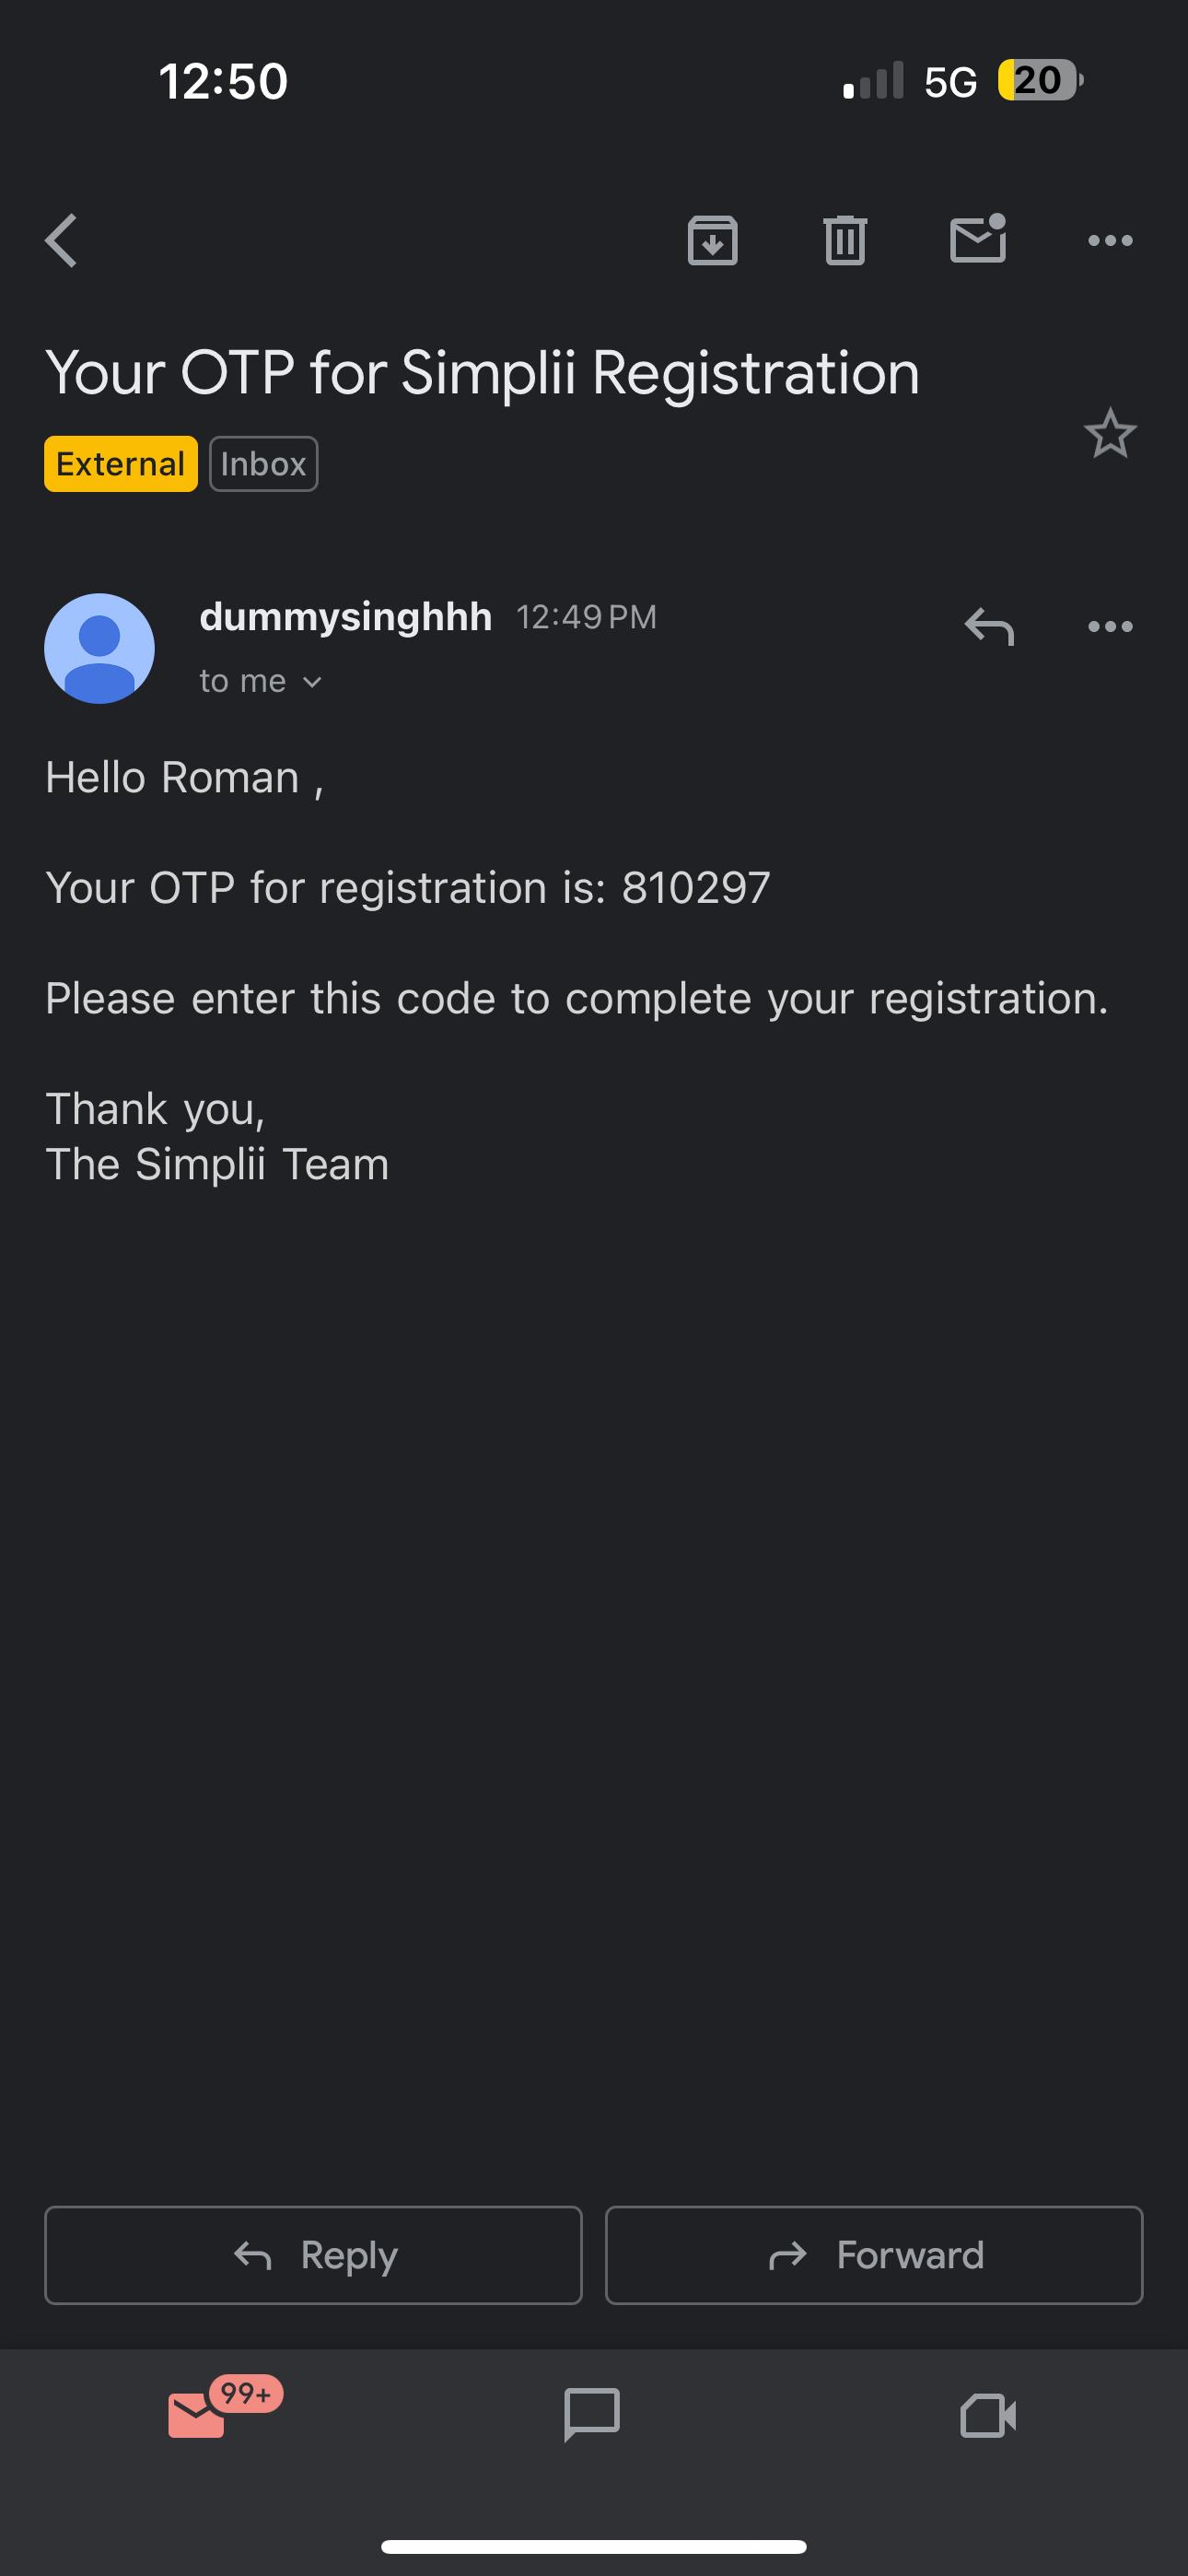 12:50
5G 20
Your OTP for Simplii Registration
External Inbox
dummysinghhh 12:49 PM
to me
Hello Roman ,
Your OTP for registration is: 810297
Please enter this code to complete your registration.
Thank you,
The Simplii Team
Reply Forward
99+